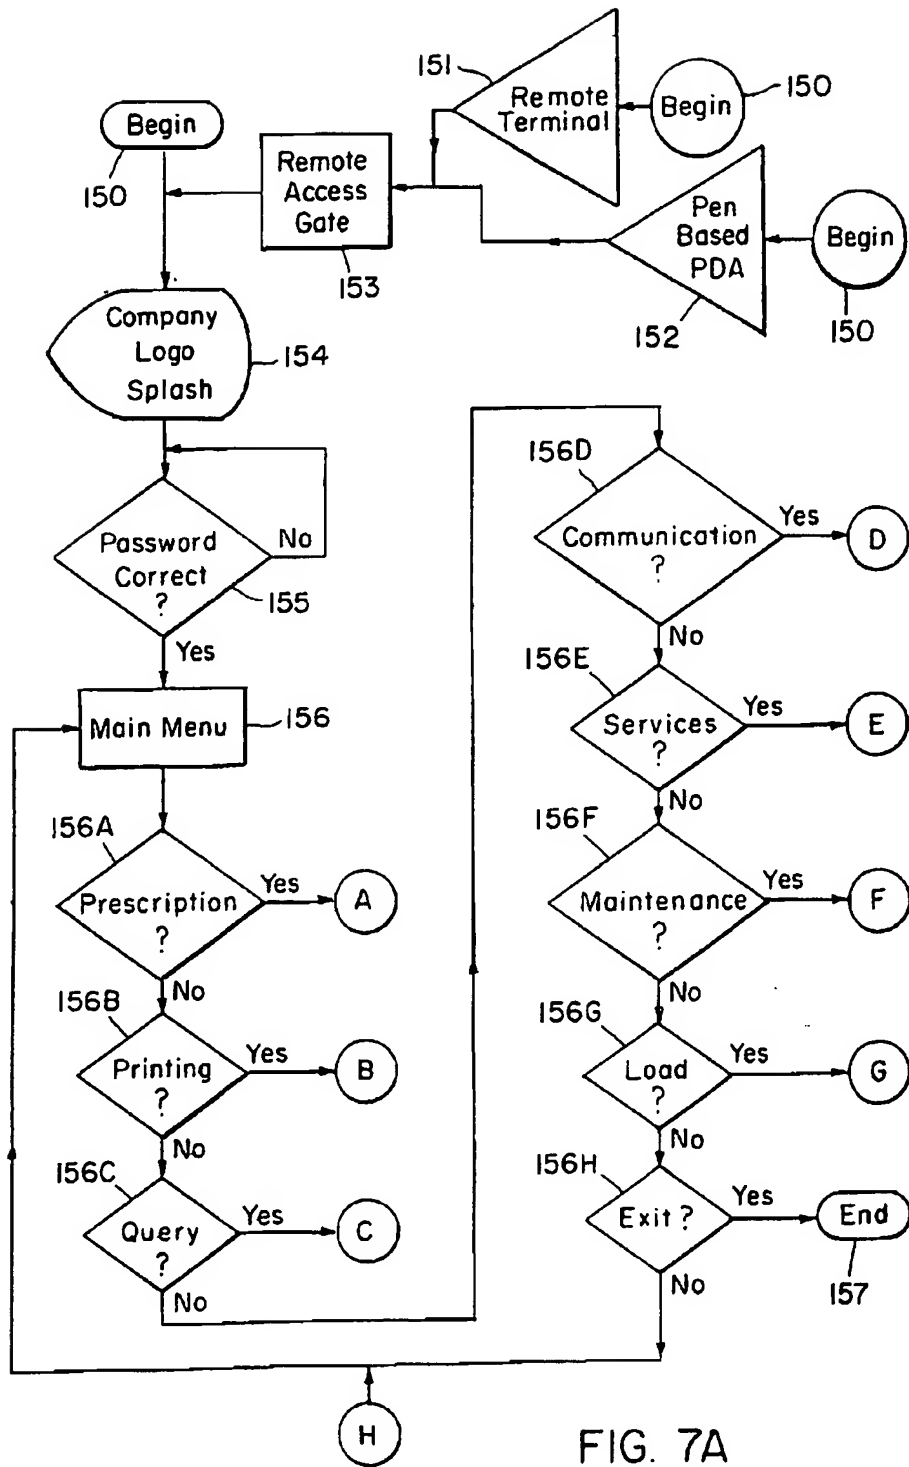 151
Remote
Terminal
150
Begin
Begin
150
Remote
Access
Gate
153
Pen
Based
PDA
152
Begin
150
Company
Logo
Splash
154
Password
Correct
?
No
155
Yes
Main Menu
156
156A
Prescription
?
Yes
A
No
156B
Printing
?
Yes
B
No
156C
Query
?
Yes
C
No
156D
Communication
?
Yes
D
No
156E
Services
?
Yes
E
No
156F
Maintenance
?
Yes
F
No
156G
Load
?
Yes
G
No
156H
Exit ?
Yes
End
157
No
H
FIG. 7A